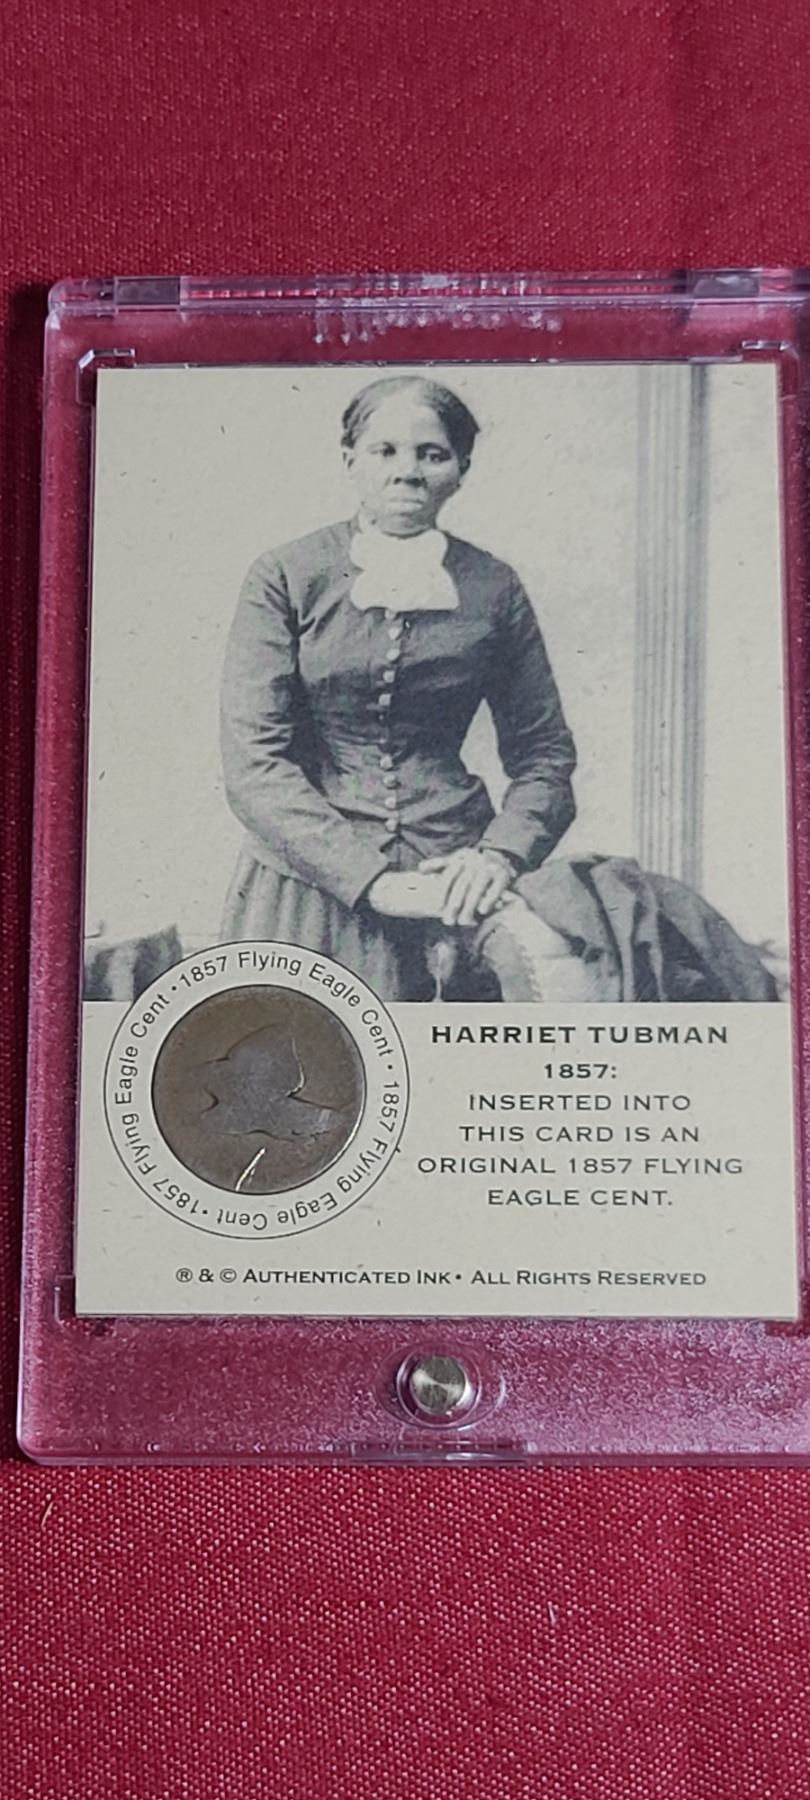 1857 Flying Eagle Cent • 1857 Flying Eagle Cent • 1857 Flying Eagle Cent •
HARRIET TUBMAN
1857:
INSERTED INTO
THIS CARD IS AN
ORIGINAL 1857 FLYING
EAGLE CENT.
® & © AUTHENTICATED INK • ALL RIGHTS RESERVED